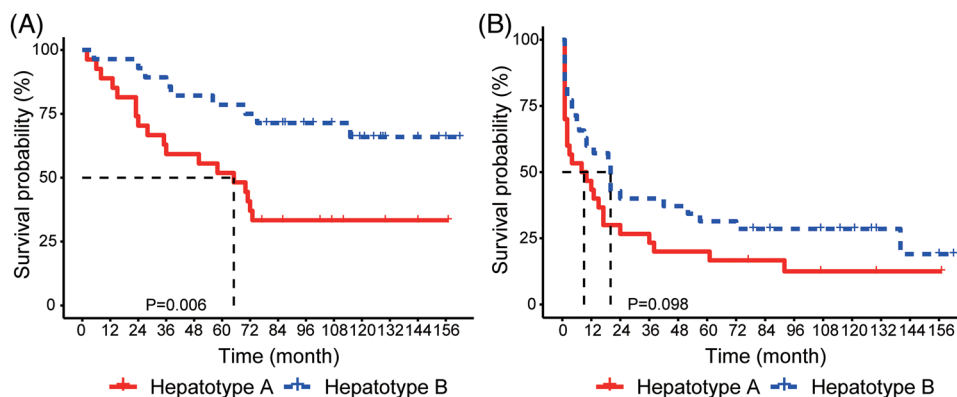 (A)
Survival probability (%)
100
75
50
25
0
P=0.006
0 12 24 36 48 60 72 84 96 108 120 132 144 156
Time (month)
Hepatotype A Hepatotype B
(B)
Survival probability (%)
100
75
50
25
0
P=0.098
0 12 24 36 48 60 72 84 96 108 120 132 144 156
Time (month)
Hepatotype A Hepatotype B